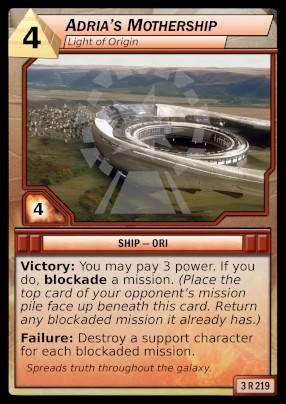 4
ADRIA'S MOTHERSHIP
Light of Origin
4
SHIP – ORI
Victory: You may pay 3 power. If you
do, blockade a mission. (Place the
top card of your opponent's mission
pile face up beneath this card. Return
any blockaded mission it already has.)
Failure: Destroy a support character
for each blockaded mission.
Spreads truth throughout the galaxy.
3 R 219